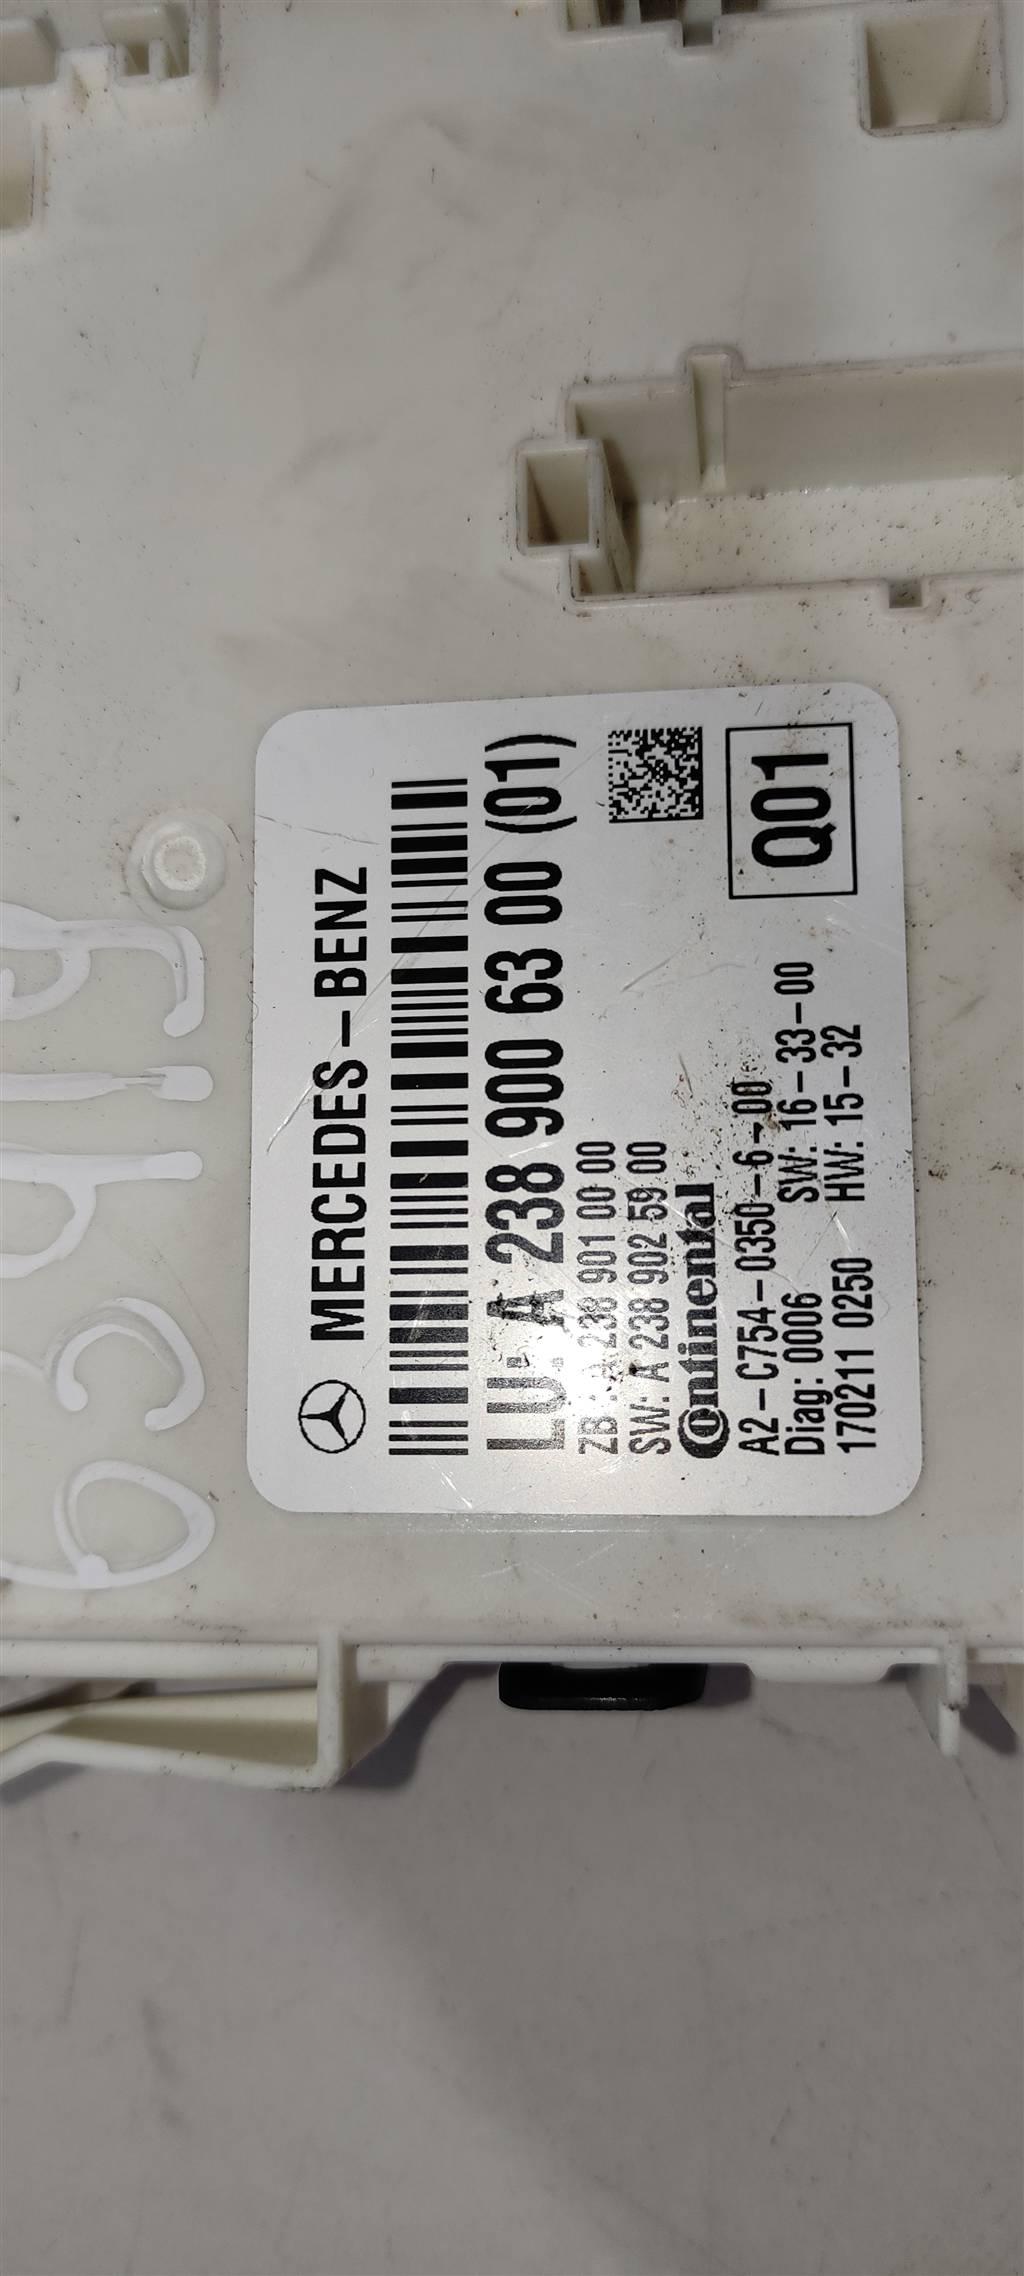 MERCEDES-BENZ
LU: A 238 900 63 00 (01)
ZB: A 238 901 00 00
SW: A 238 902 59 00
Continental
A2-C754-0350-6-00
Diag: 0006 SW: 16-33-00
170211 0250 HW: 15-32
Q01